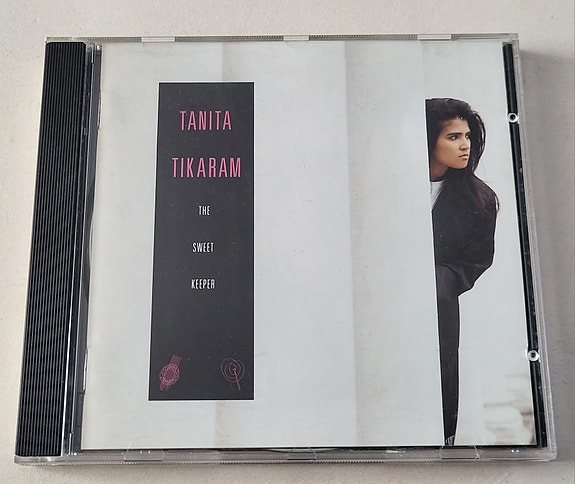 TANITA
TIKARAM
THE
SWEET
KEEPER